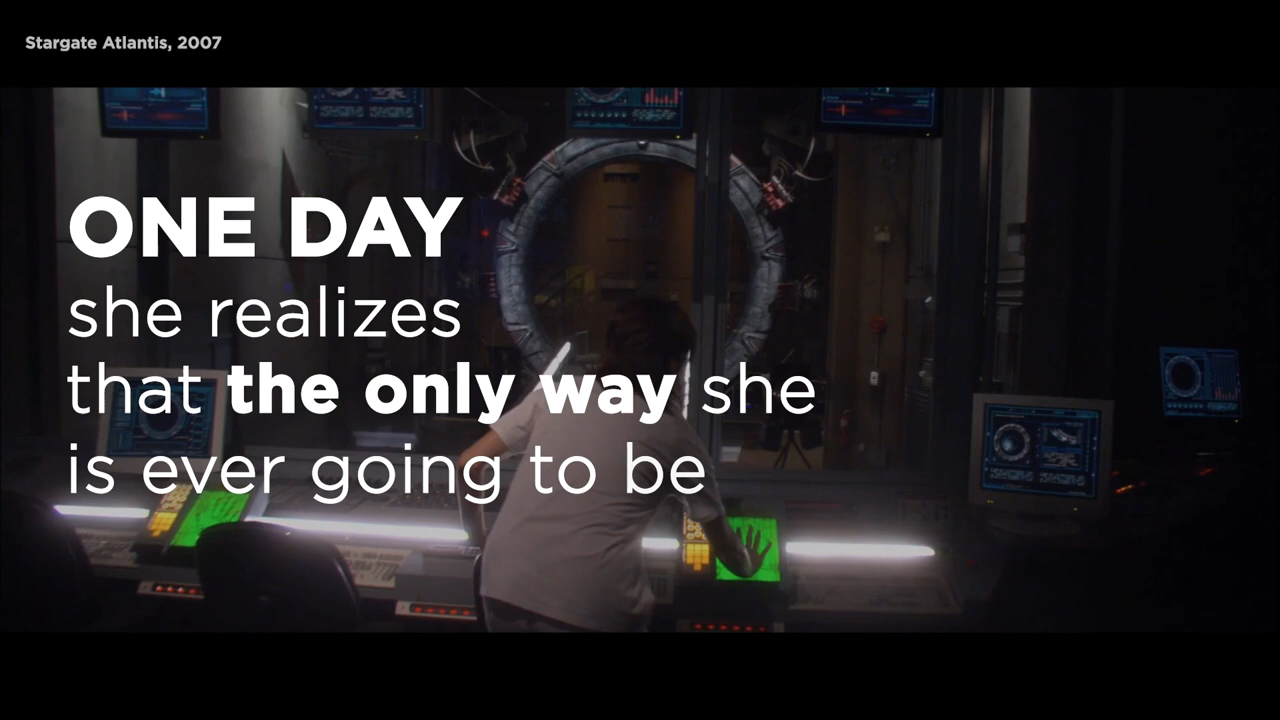 Stargate Atlantis, 2007
ONE DAY
she realizes
that the only way she
is ever going to be